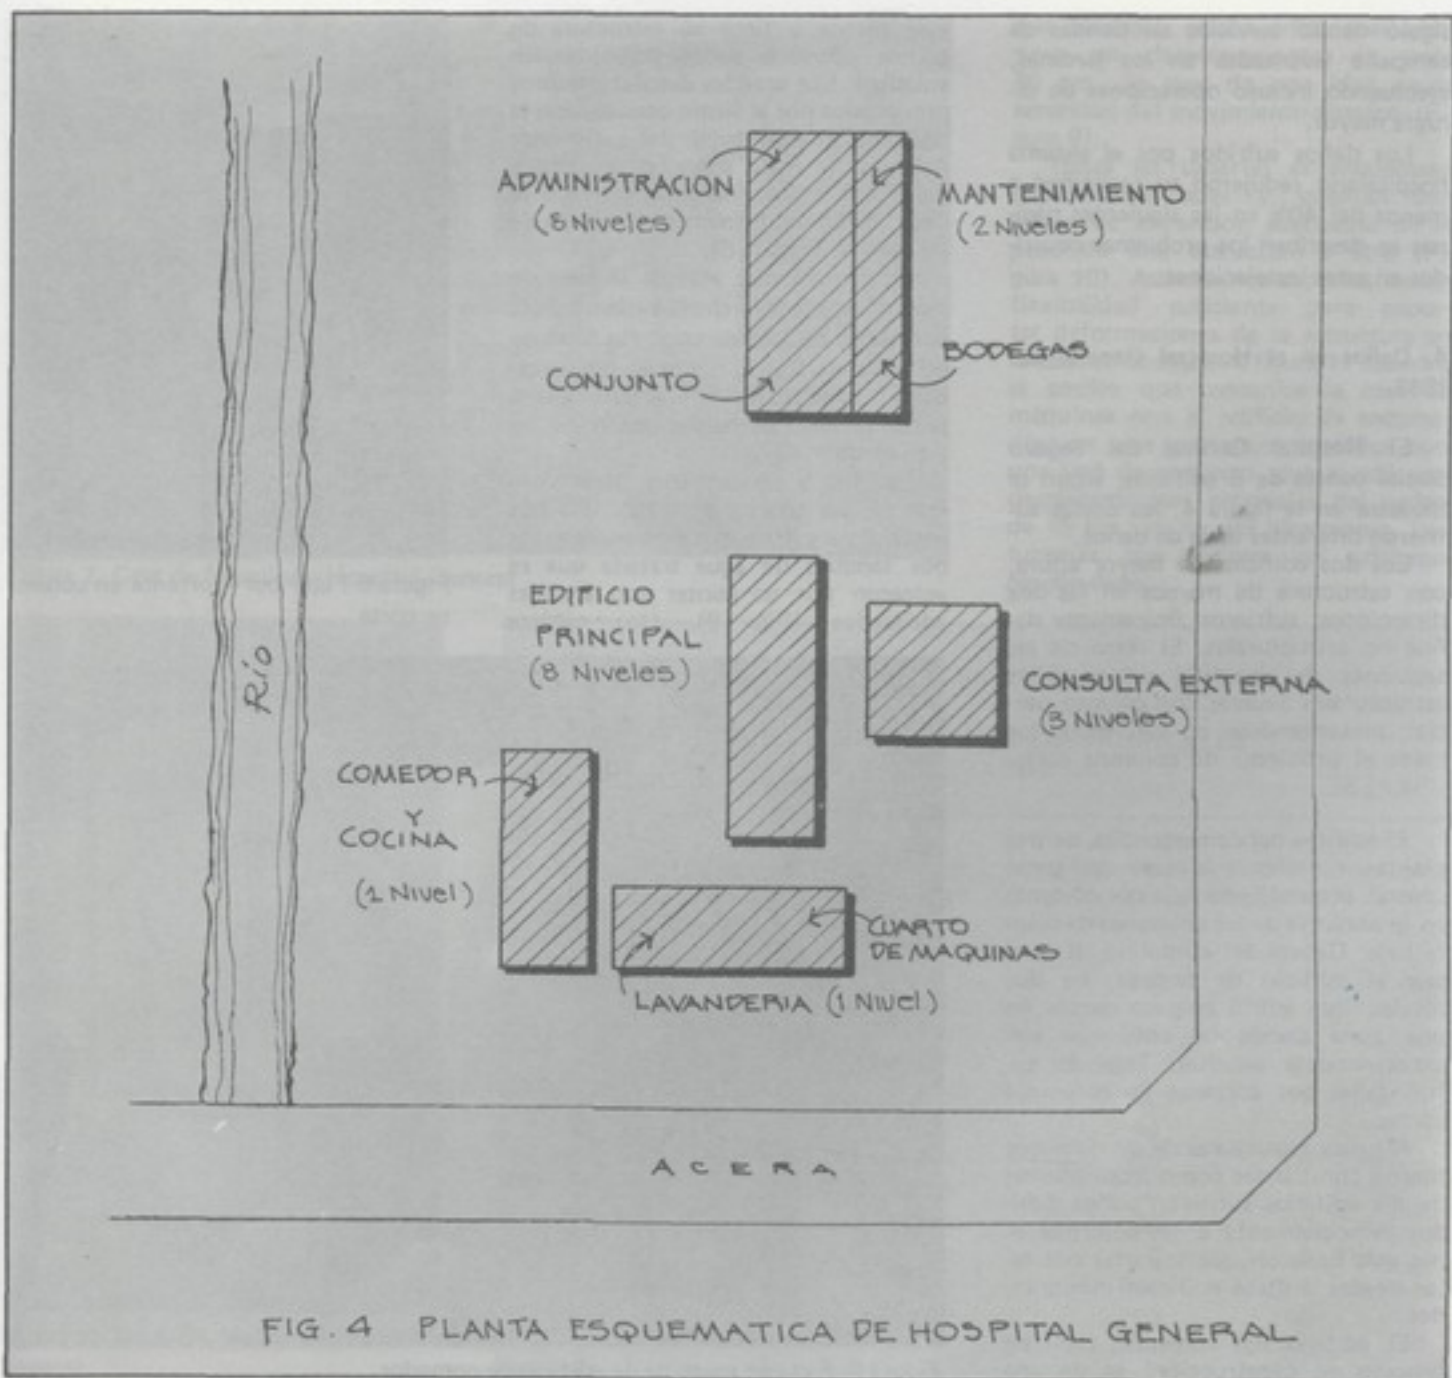 ADMINISTRACION
(8 Niveles)
MANTENIMIENTO
(2 Niveles)
CONJUNTO
BODEGAS
EDIFICIO
PRINCIPAL
(8 Niveles)
CONSULTA EXTERNA
(3 Niveles)
Río
COMEDOR
Y
COCINA
(1 Nivel)
CUARTO
DE MAQUINAS
LAVANDERIA (1 Nivel)
ACERA
FIG. 4 PLANTA ESQUEMATICA DE HOSPITAL GENERAL